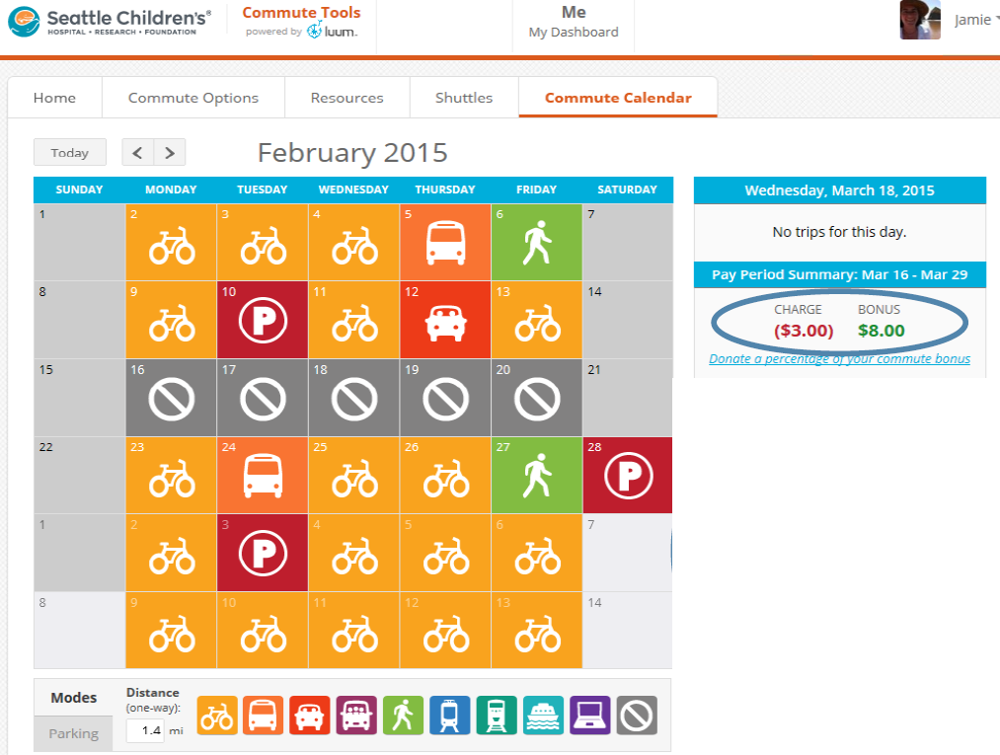 Seattle Children's®
HOSPITAL • RESEARCH • FOUNDATION
Commute Tools
powered by luum.
Me
My Dashboard
Jamie
Home Commute Options Resources Shuttles Commute Calendar
Today < > February 2015
SUNDAY MONDAY TUESDAY WEDNESDAY THURSDAY FRIDAY SATURDAY
1 2 3 4 5 6 7
8 9 10 11 12 13 14
P
15 16 17 18 19 20 21
22 23 24 25 26 27 28
P
1 2 3 4 5 6 7
P
8 9 10 11 12 13 14
Wednesday, March 18, 2015
No trips for this day.
Pay Period Summary: Mar 16 - Mar 29
CHARGE BONUS
($3.00) $8.00
Donate a percentage of your commute bonus
Modes
Parking
Distance
(one-way):
1.4 mi